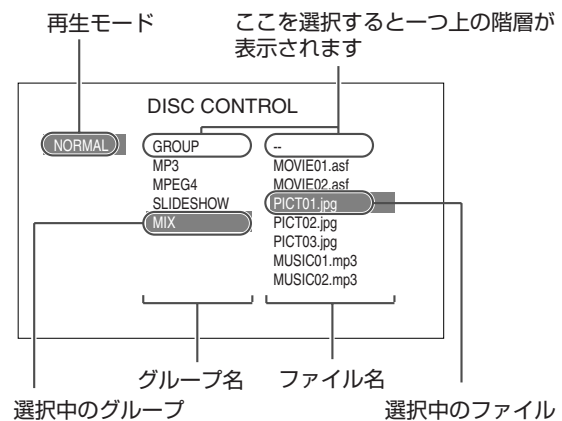 再生モード
ここを選択すると一つ上の階層が
表示されます
DISC CONTROL
NORMAL
GROUP
MP3
MPEG4
SLIDESHOW
MIX
--
MOVIE01.asf
MOVIE02.asf
PICT01.jpg
PICT02.jpg
PICT03.jpg
MUSIC01.mp3
MUSIC02.mp3
グループ名
ファイル名
選択中のグループ
選択中のファイル